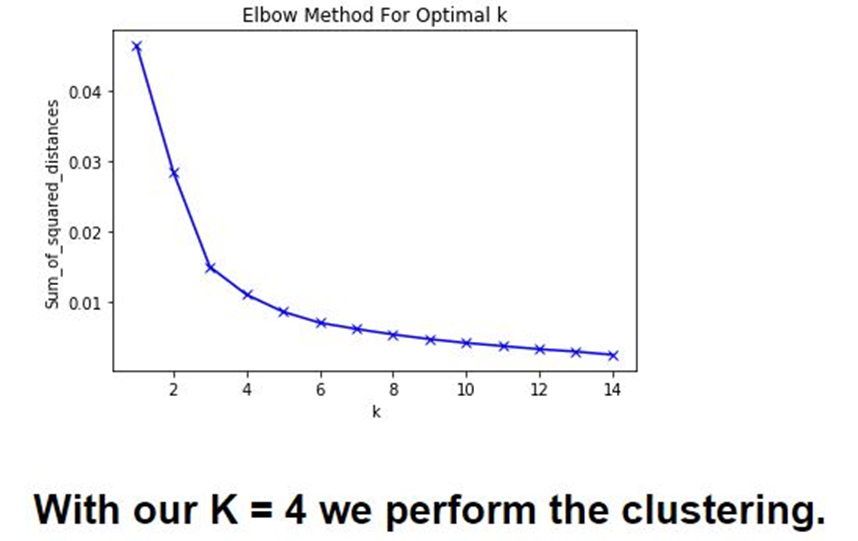 Elbow Method For Optimal k
Sum_of_squared_distances
0.04
0.03
0.02
0.01
2 4 6 8 10 12 14
k
With our K = 4 we perform the clustering.